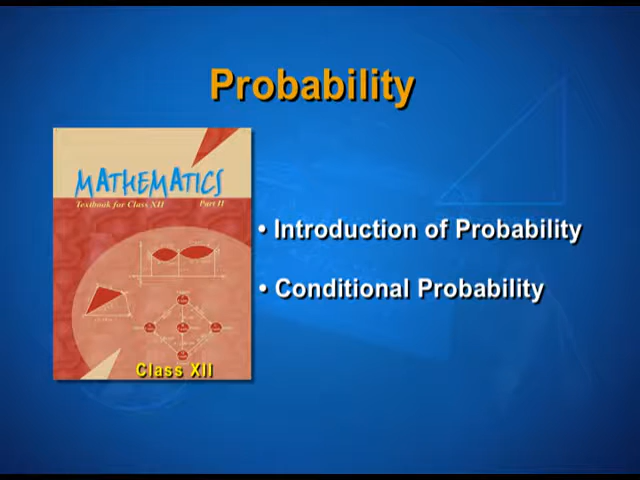 Probability
MATHEMATICS
Textbook for Class XII Part II
• Introduction of Probability
• Conditional Probability
Class XII